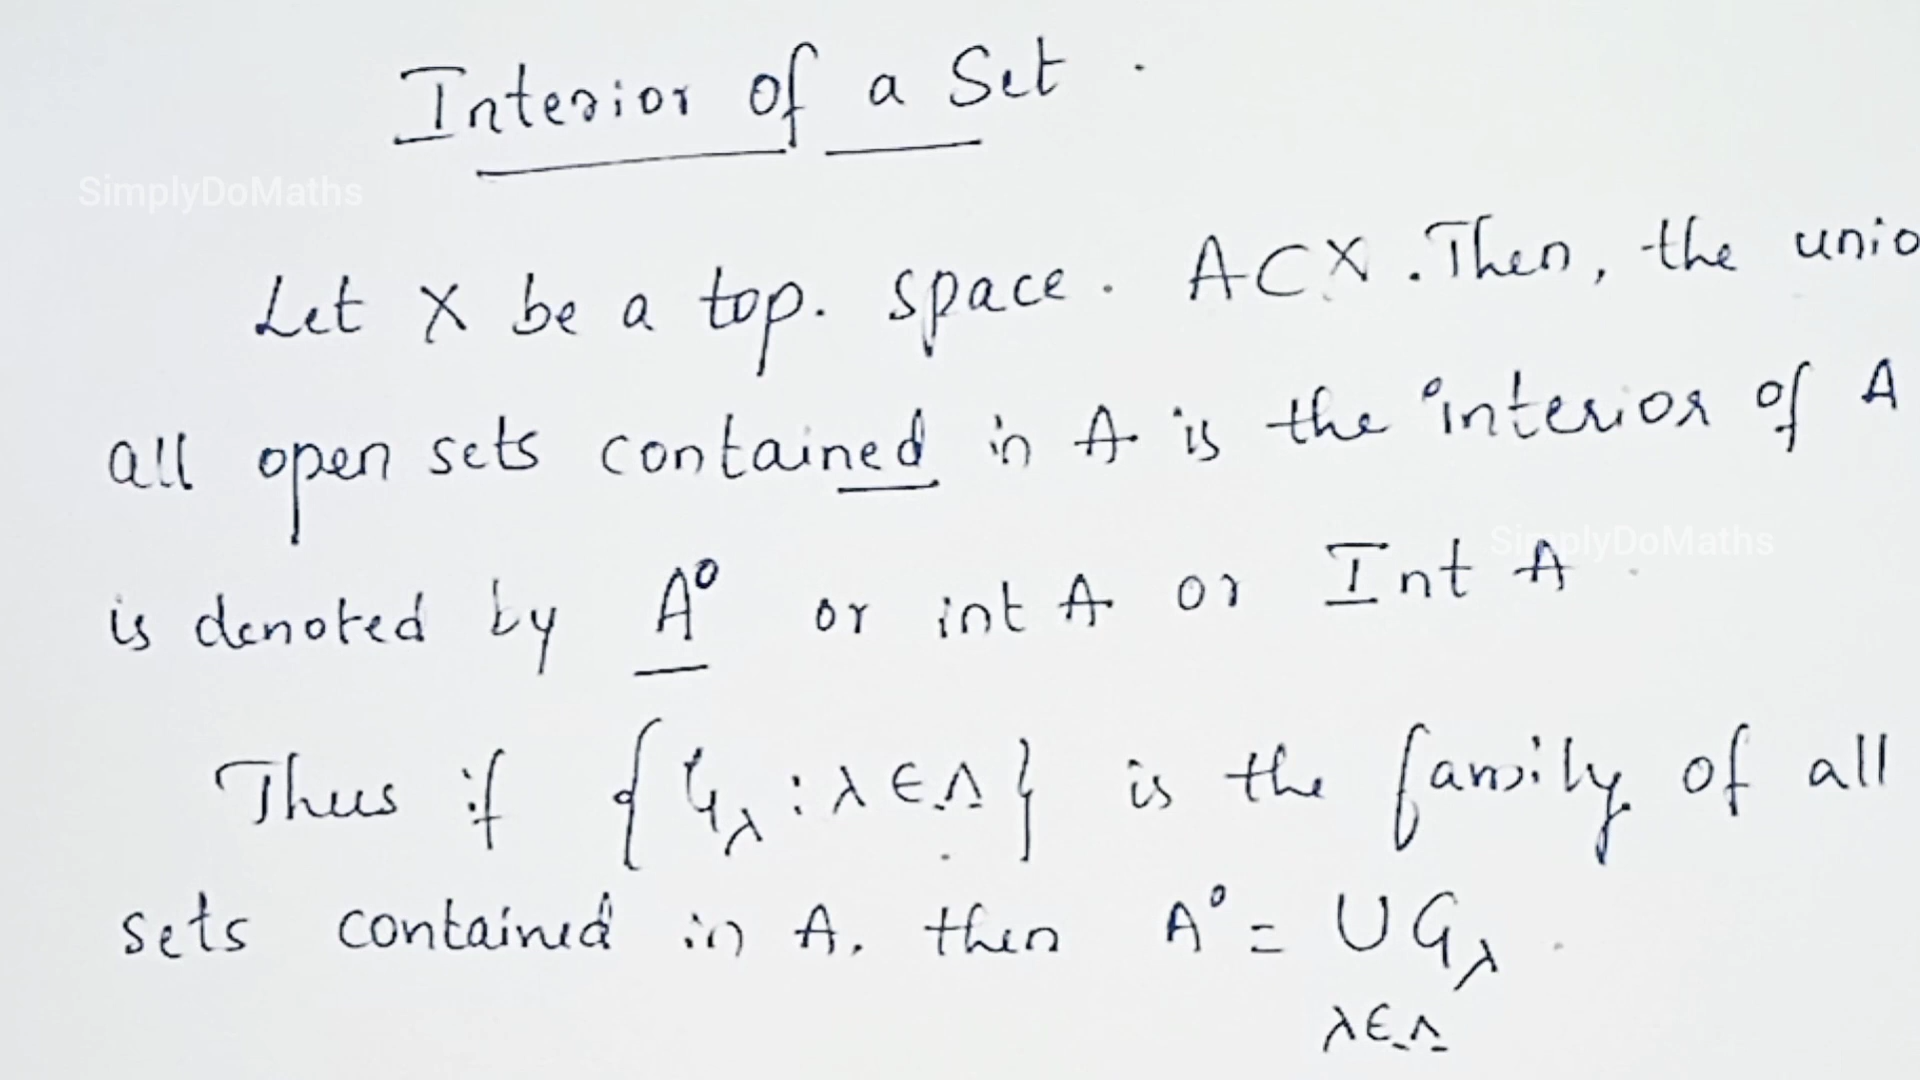 Interior of a Set.
SimplyDoMaths
Let X be a top. space. A⊂X. Then, the unio
all open sets contained in A is the interior of A
SimplyDoMaths
is denoted by A° or int A or Int A
Thus if {G_λ : λ ∈ Λ} is the family of all
sets contained in A, then A° = ∪ G_λ.
λ∈Λ